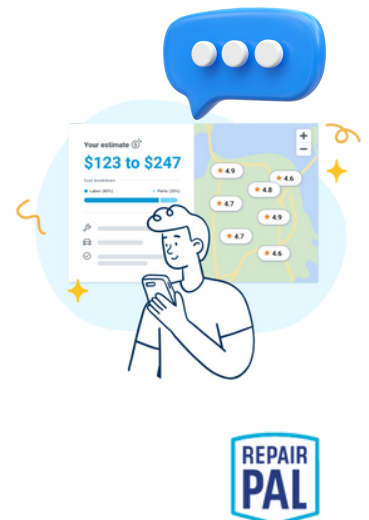 Your estimate
$123 to $247
Cost breakdown
Labor (80%) Parts (20%)
4.9
4.6
4.8
4.7
4.9
4.7
4.6
+
−
REPAIR
PAL